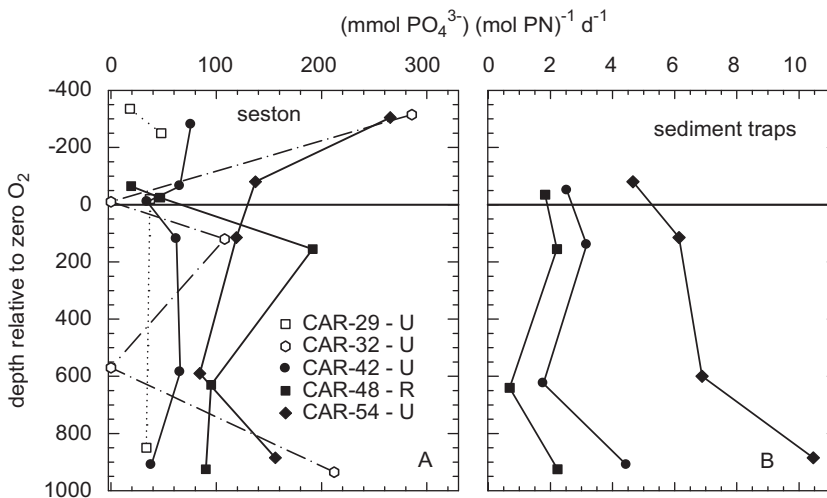 (mmol PO₄³⁻) (mol PN)⁻¹ d⁻¹
0 100 200 300
0 2 4 6 8 10
depth relative to zero O₂
-400
-200
0
200
400
600
800
1000
seston
sediment traps
CAR-29 - U
CAR-32 - U
CAR-42 - U
CAR-48 - R
CAR-54 - U
A
B